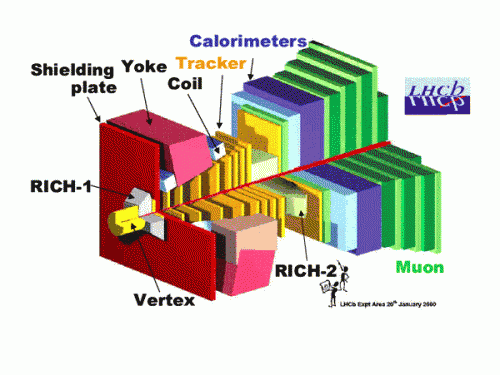 Calorimeters
Shielding
plate
Yoke
Tracker
Coil
LHCb
RICH-1
RICH-2
Muon
Vertex
LHCb Expt Area 20th January 2000